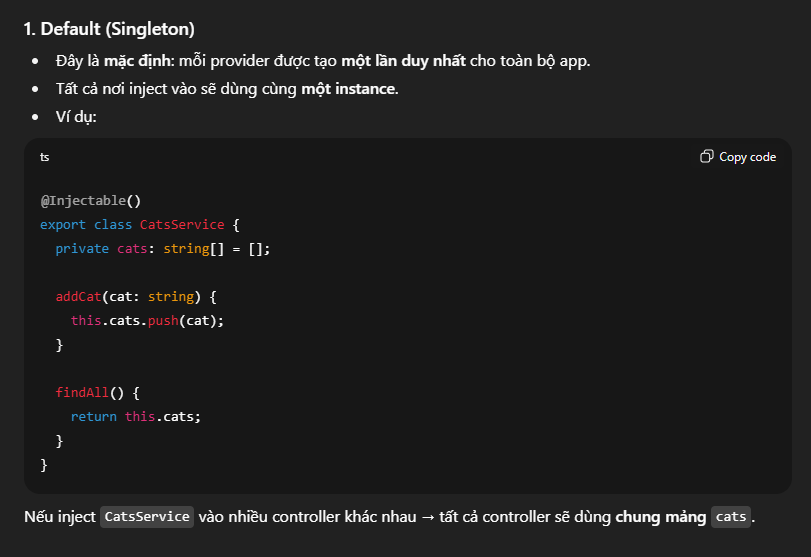 1. Default (Singleton)
• Đây là mặc định: mỗi provider được tạo một lần duy nhất cho toàn bộ app.
• Tất cả nơi inject vào sẽ dùng cùng một instance.
• Ví dụ:
ts Copy code
@Injectable()
export class CatsService {
  private cats: string[] = [];

  addCat(cat: string) {
    this.cats.push(cat);
  }

  findAll() {
    return this.cats;
  }
}
Nếu inject CatsService vào nhiều controller khác nhau → tất cả controller sẽ dùng chung mảng cats.